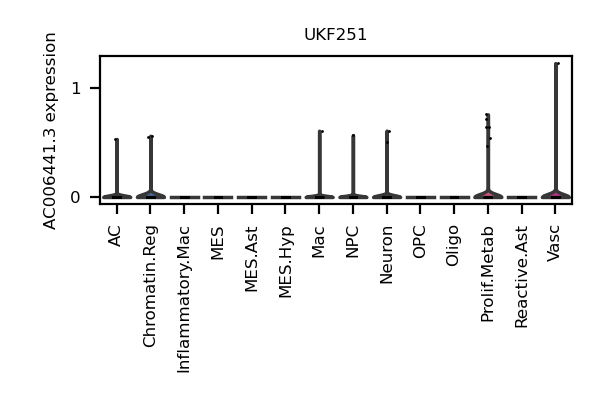 UKF251
AC006441.3 expression
1
0
AC
Chromatin.Reg
Inflammatory.Mac
MES
MES.Ast
MES.Hyp
Mac
NPC
Neuron
OPC
Oligo
Prolif.Metab
Reactive.Ast
Vasc